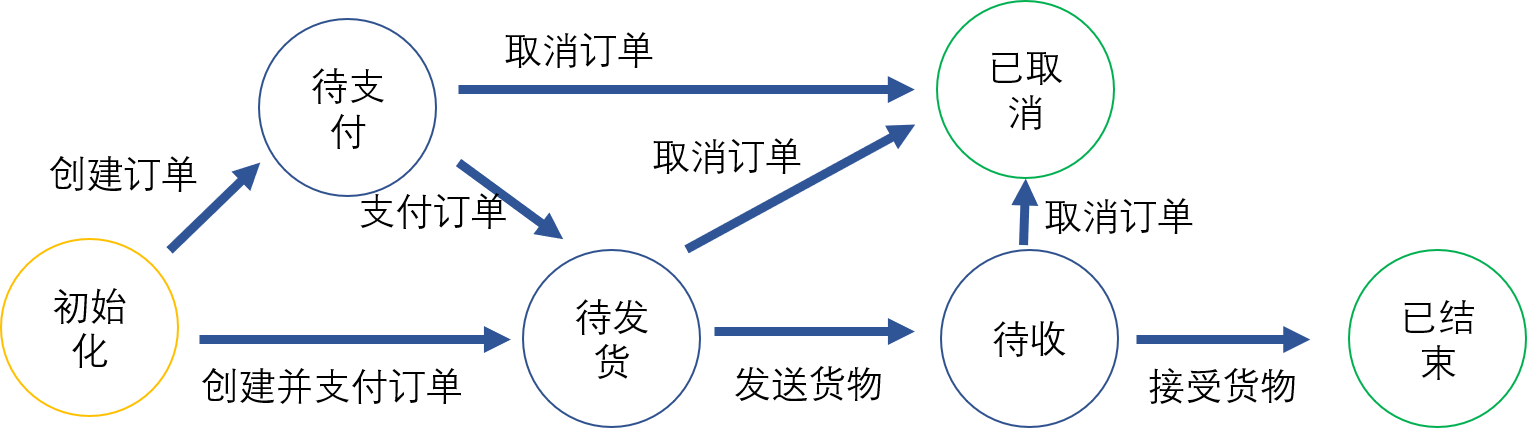 取消订单
已取
消
待支
付
取消订单
创建订单
支付订单
取消订单
初始
化
待发
货
待收
已结
束
创建并支付订单
发送货物
接受货物